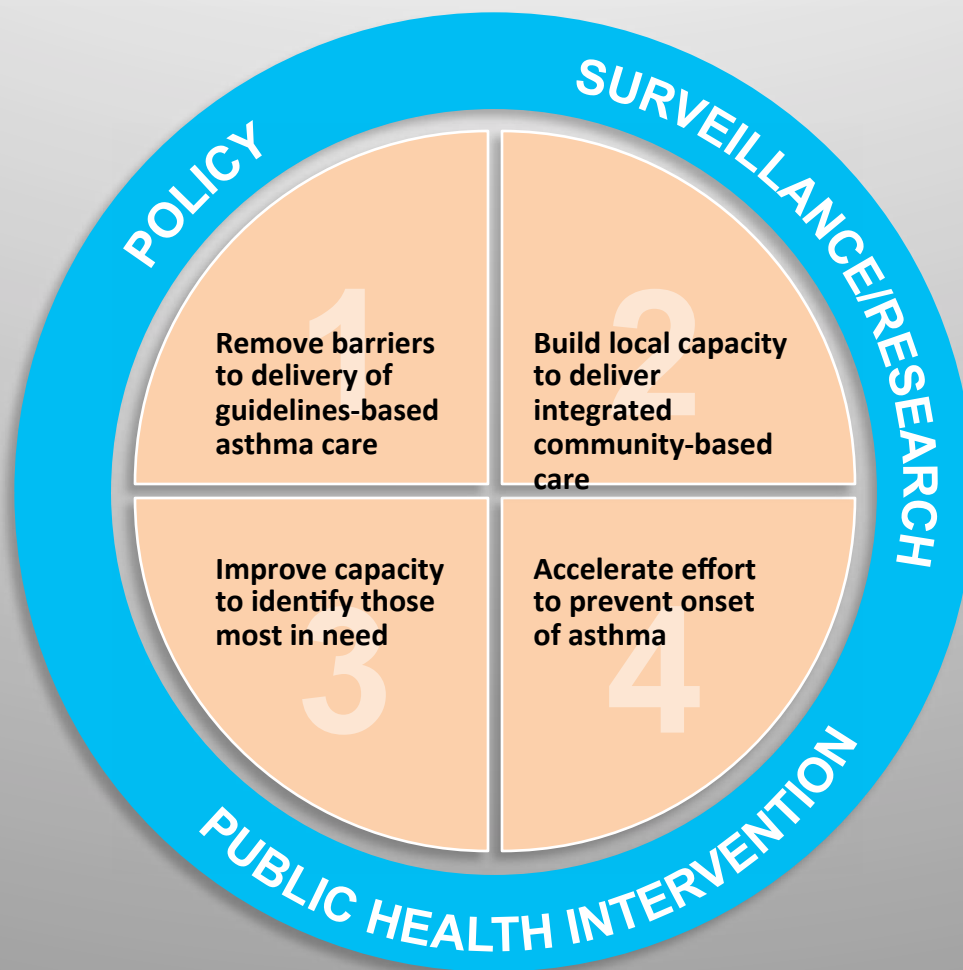 POLICY
SURVEILLANCE/RESEARCH
1
Remove barriers
to delivery of
guidelines-based
asthma care
2
Build local capacity
to deliver
integrated
community-based
care
3
Improve capacity
to identify those
most in need
4
Accelerate effort
to prevent onset
of asthma
PUBLIC HEALTH INTERVENTION